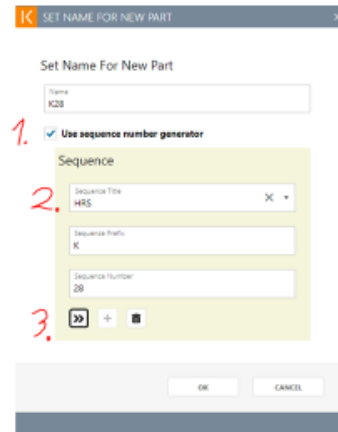 SET NAME FOR NEW PART
Set Name For New Part
Name
K28
1. Use sequence number generator
Sequence
2. Sequence Title
HRS
Sequence Prefix
K
Sequence Number
28
3.
OK
CANCEL